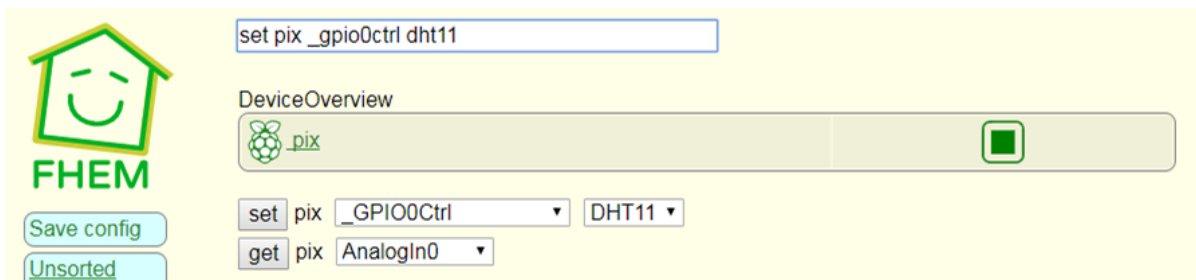 set pix _gpio0ctrl dht11
DeviceOverview
pix
FHEM
set pix _GPIO0Ctrl DHT11
Save config
get pix AnalogIn0
Unsorted